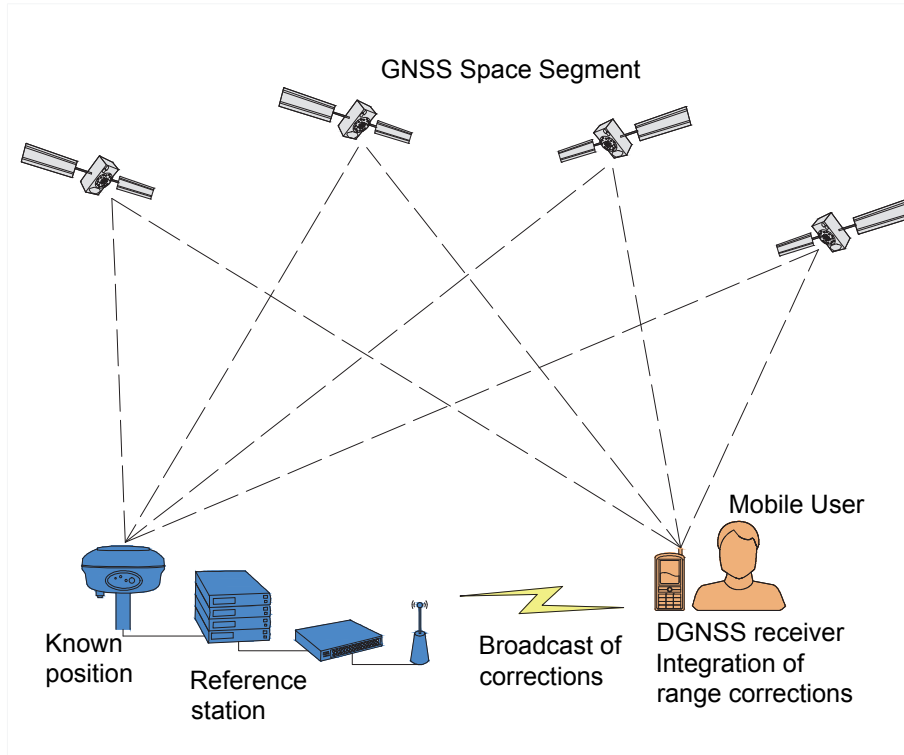 GNSS Space Segment
Mobile User
Known
position
Reference
station
Broadcast of
corrections
DGNSS receiver
Integration of
range corrections